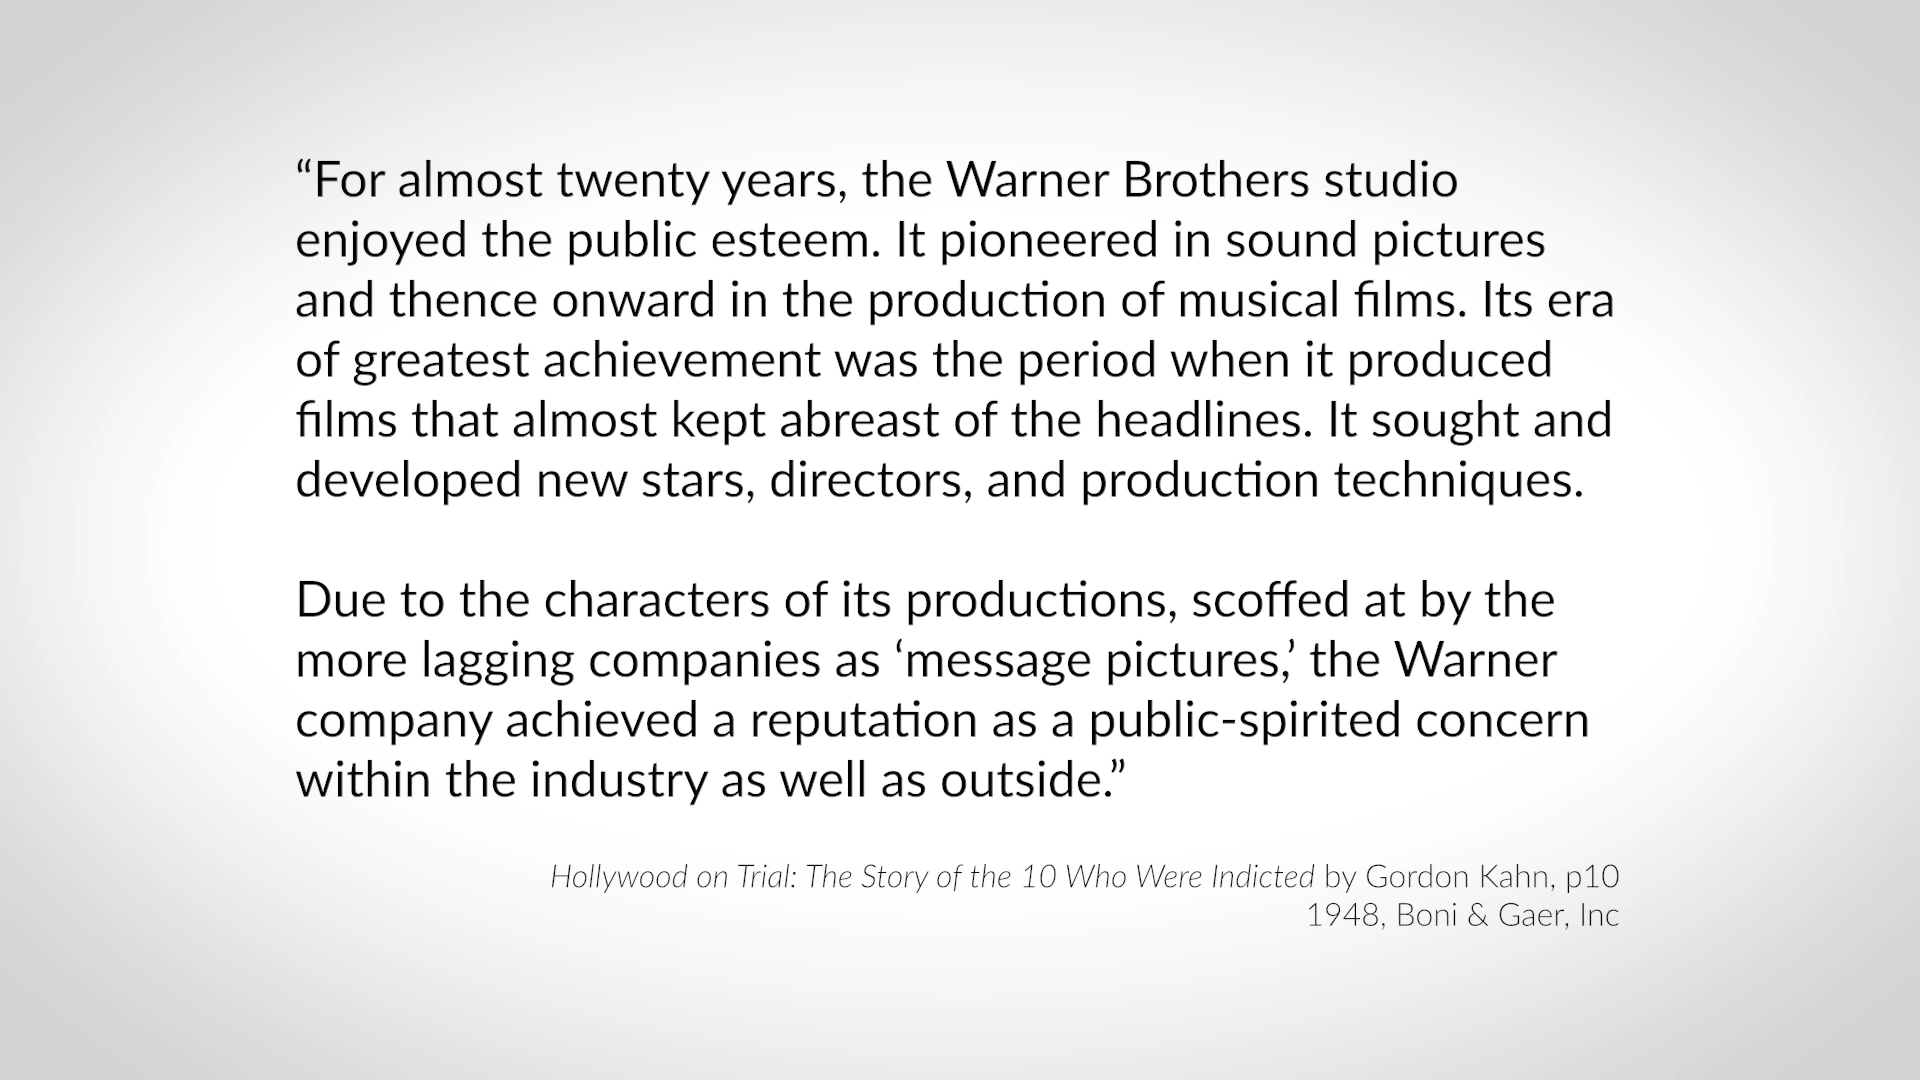 “For almost twenty years, the Warner Brothers studio
enjoyed the public esteem. It pioneered in sound pictures
and thence onward in the production of musical films. Its era
of greatest achievement was the period when it produced
films that almost kept abreast of the headlines. It sought and
developed new stars, directors, and production techniques.
Due to the characters of its productions, scoffed at by the
more lagging companies as ‘message pictures,’ the Warner
company achieved a reputation as a public-spirited concern
within the industry as well as outside.”
Hollywood on Trial: The Story of the 10 Who Were Indicted by Gordon Kahn, p10
1948, Boni & Gaer, Inc